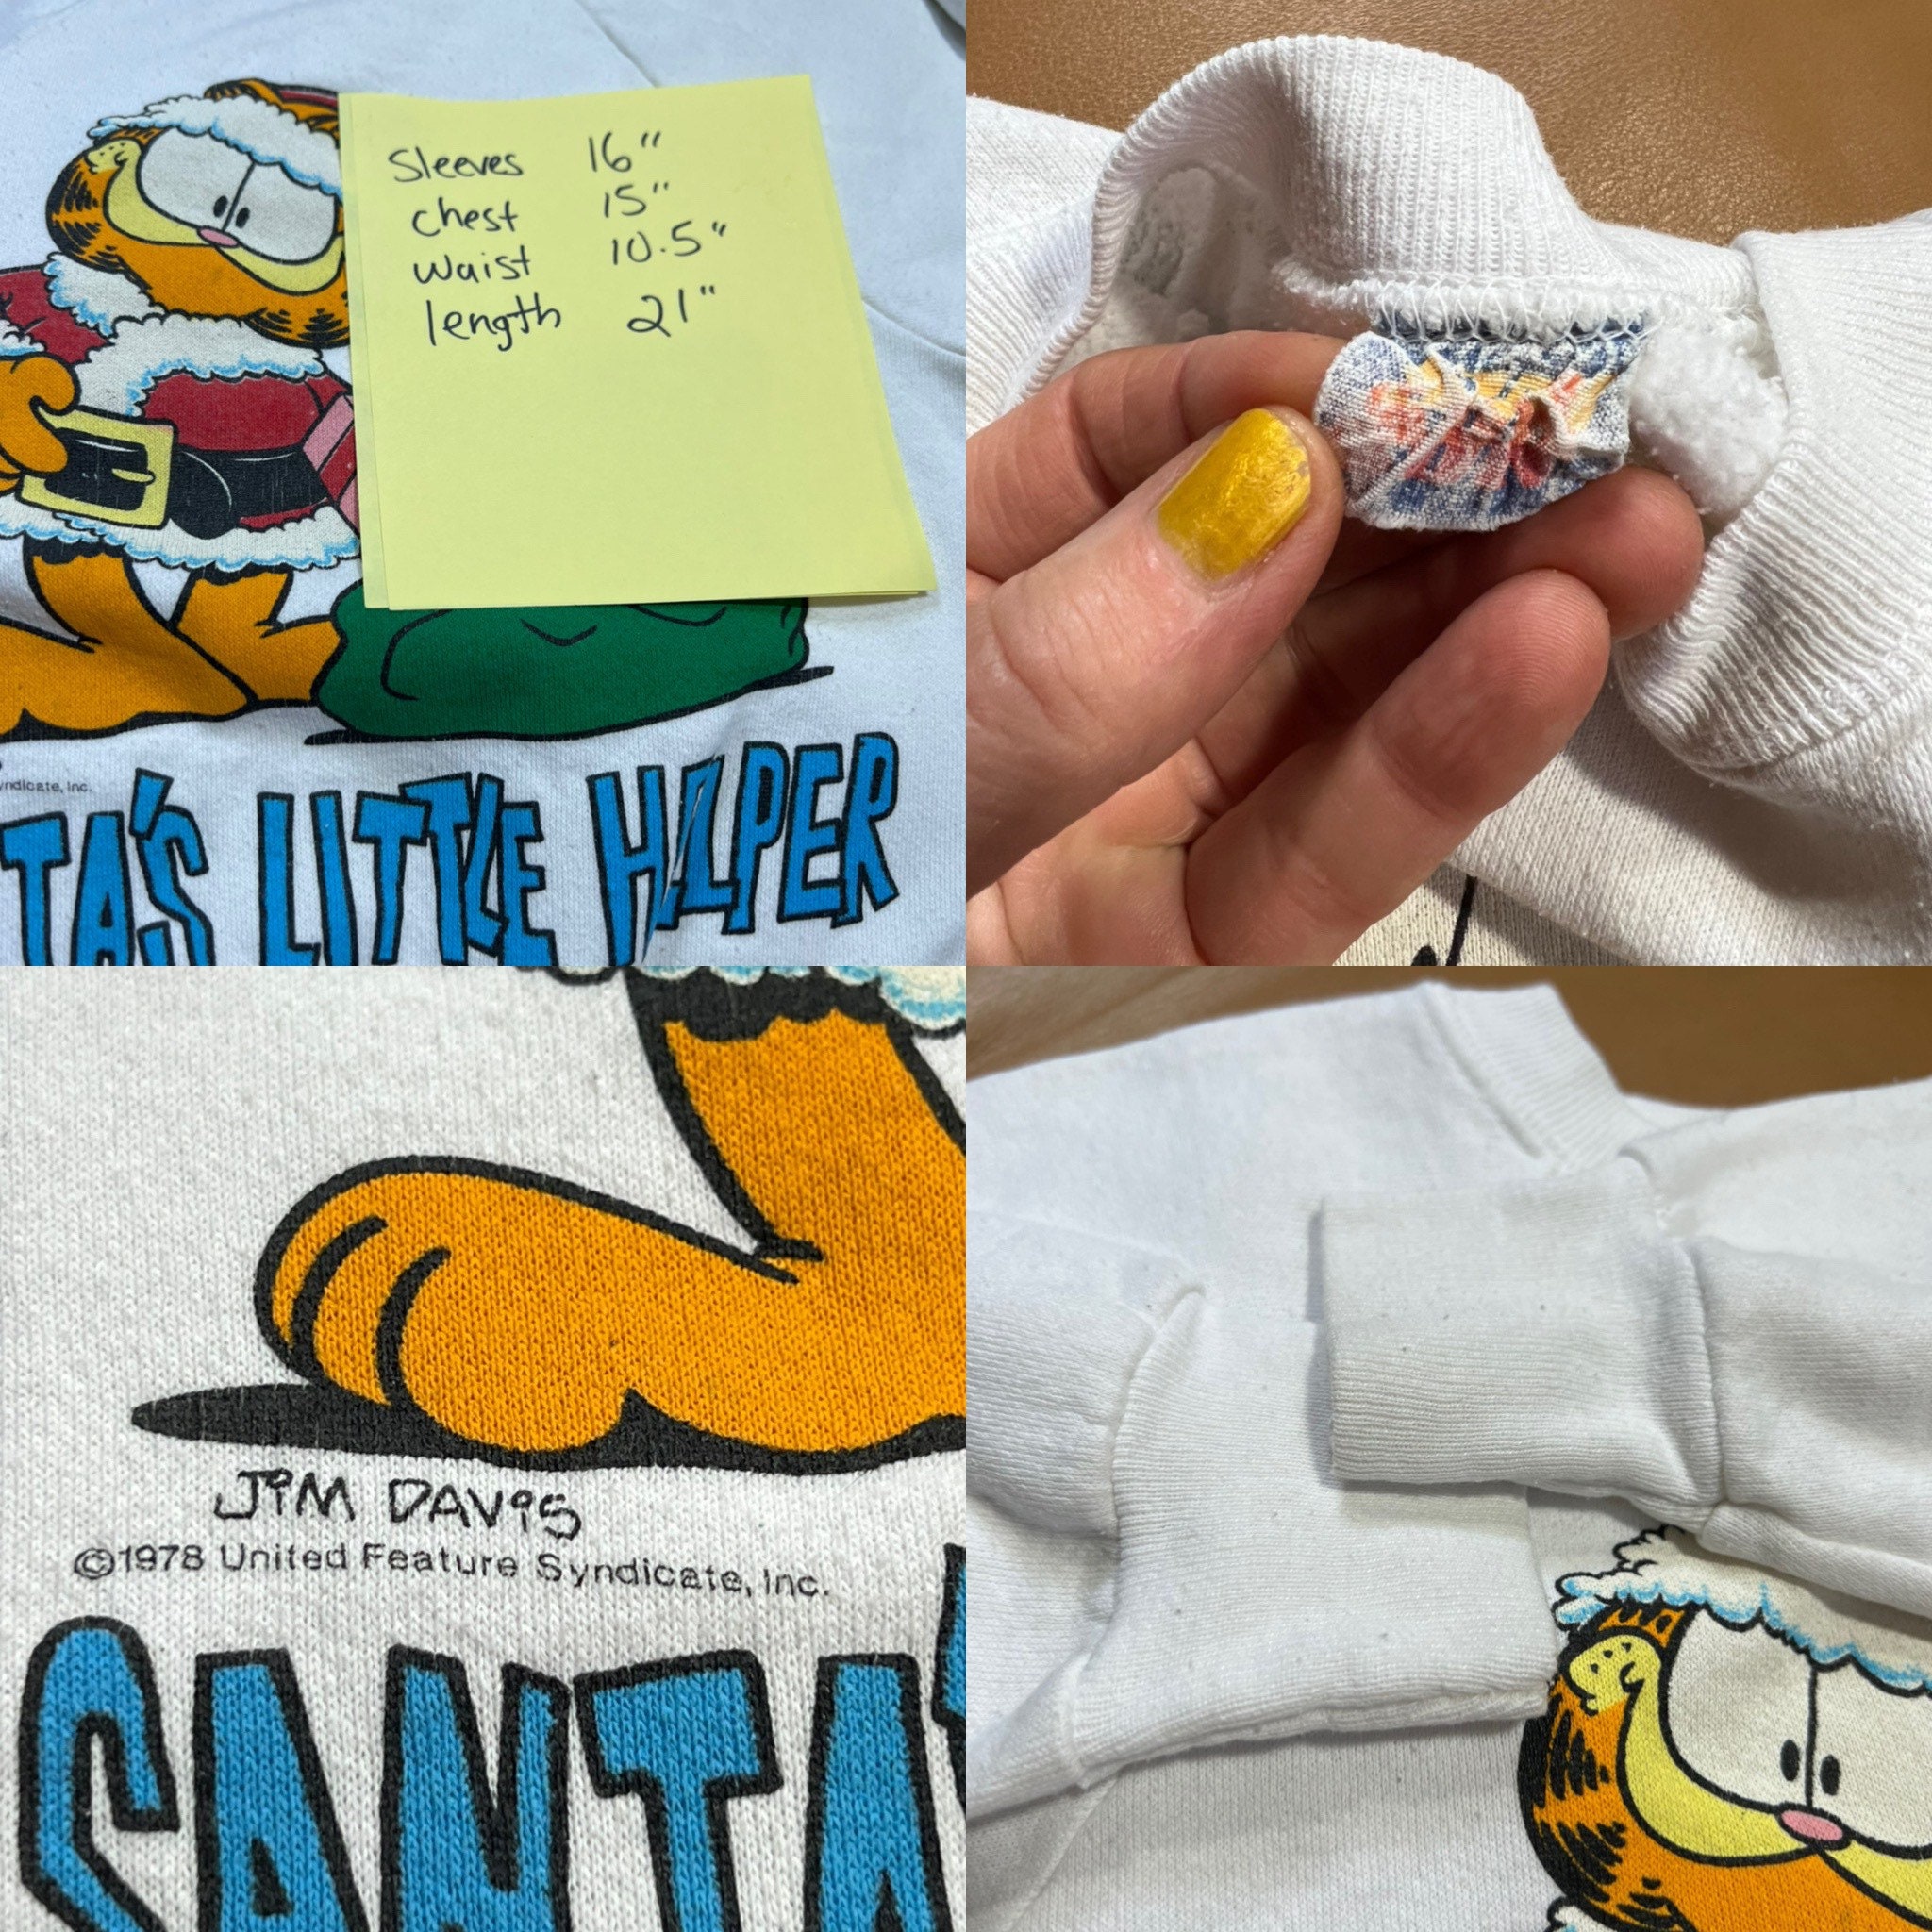 Sleeves 16"
Chest 15"
Waist 10.5"
length 21"
yndicate, Inc.
TA'S LITTLE HELPER
JiM DAViS
©1978 United Feature Syndicate, Inc.
SANTA'